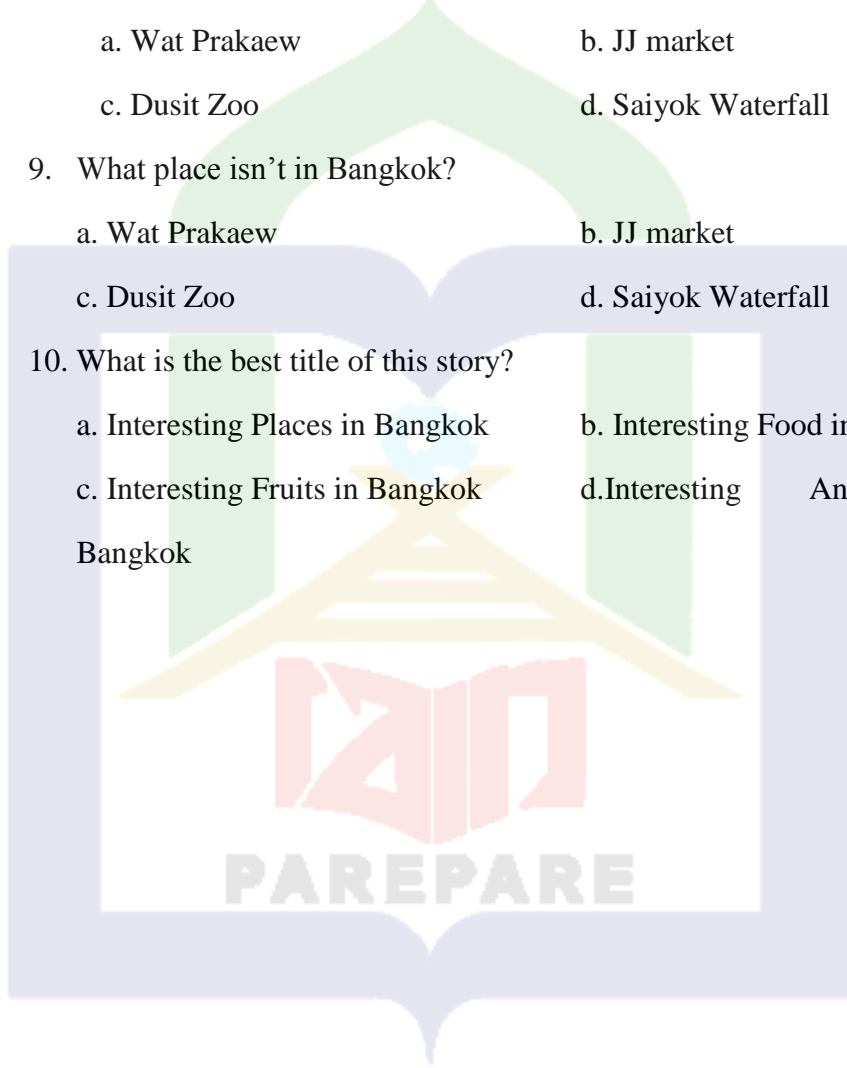 a. Wat Prakaew b. JJ market
c. Dusit Zoo d. Saiyok Waterfall
9. What place isn’t in Bangkok?
a. Wat Prakaew b. JJ market
c. Dusit Zoo d. Saiyok Waterfall
10. What is the best title of this story?
a. Interesting Places in Bangkok b. Interesting Food
c. Interesting Fruits in Bangkok d.Interesting
Bangkok
PAREPARE